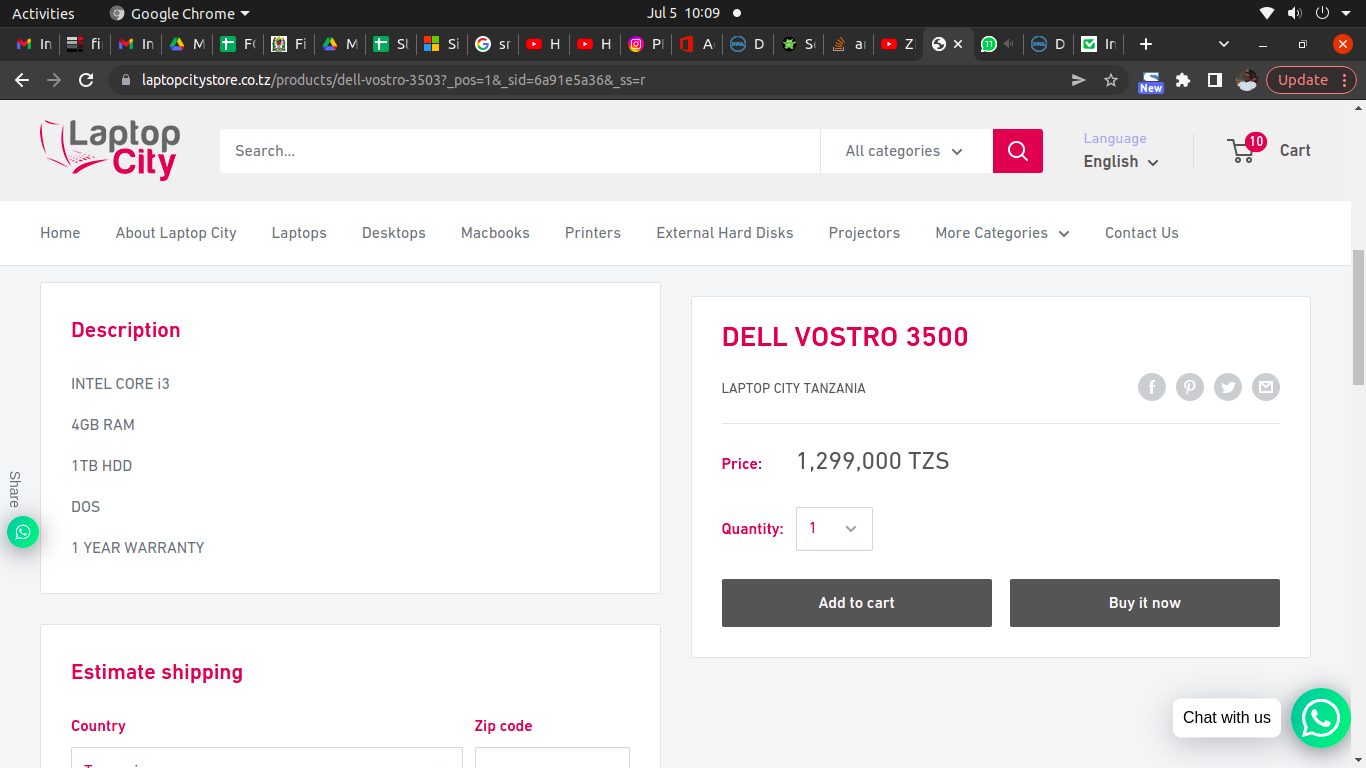 Activities
Google Chrome
Jul 5 10:09
In
fi
In
M
FO
Fi
M
St
Si
sr
H
H
Pl
A
D
Se
ar
Z
D
In
laptopcitystore.co.tz/products/dell-vostro-3503?_pos=1&_sid=6a91e5a36&_ss=r
New
Update
Laptop
City
Search...
All categories
Language
English
10
Cart
Home
About Laptop City
Laptops
Desktops
Macbooks
Printers
External Hard Disks
Projectors
More Categories
Contact Us
Description
INTEL CORE i3
4GB RAM
1TB HDD
DOS
1 YEAR WARRANTY
Share
DELL VOSTRO 3500
LAPTOP CITY TANZANIA
Price:
1,299,000 TZS
Quantity:
1
Add to cart
Buy it now
Estimate shipping
Country
Zip code
Chat with us